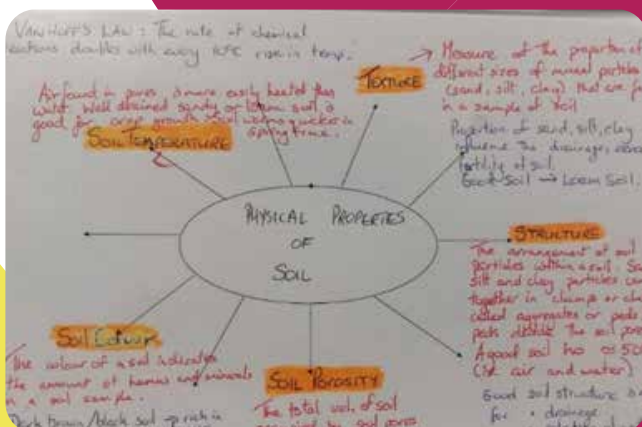 VAN HOFF'S LAW : The rate of chemical
reactions doubles with every 10°C rise in temp.
Air found in pores is more easily heated than
water. Well drained sandy or loam soil is
good for crop growth & soil warms quicker in
spring time.
SOIL TEMPERATURE
TEXTURE
Measure of the proportion of
different sizes of mineral particles
(sand, silt, clay) that are
in a sample of soil
Proportion of sand, silt, clay
influence the drainage,
fertility of soil.
Good Soil → Loam Soil.
PHYSICAL PROPERTIES
OF
SOIL
STRUCTURE
The arrangement of soil
particles within a soil.
silt and clay particles
together in clumps or
called aggregates or peds
peds the soil
A good soil
air and water)
Good soil structure
for • drainage
Soil Colour
The colour of a soil indicates
the amount of humus and minerals
in a soil sample.
Dark brown/black soil → rich in
SOIL POROSITY
The total vol. of soil
occupied by soil pores